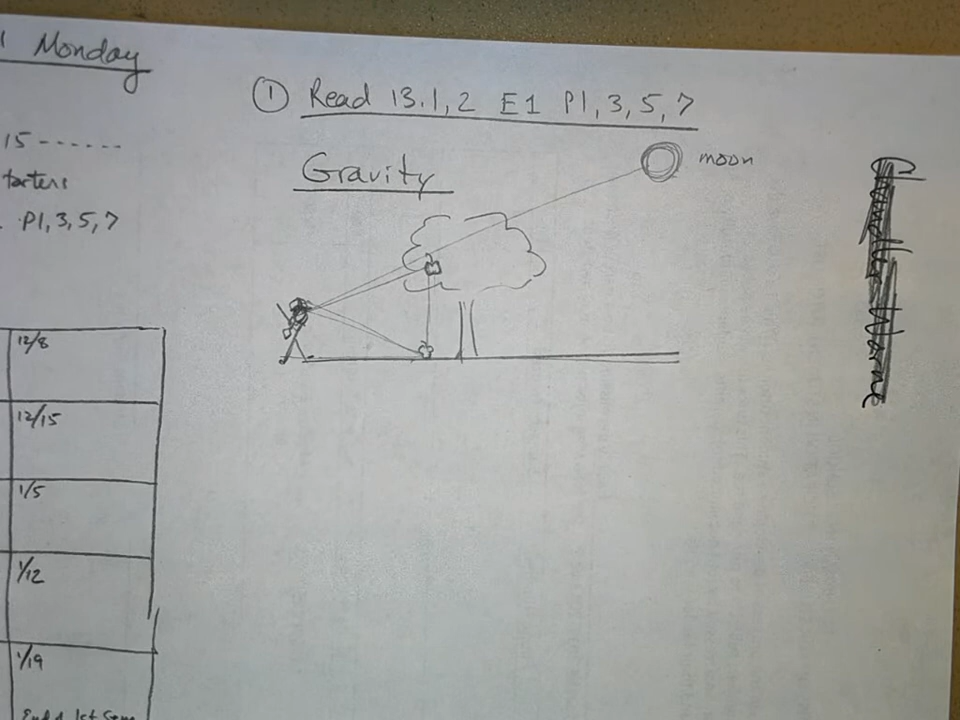 Monday
15 ------
P1, 3, 5, 7
12/8
12/15
1/5
1/12
1/19
① Read 13.1, 2 E1 P1, 3, 5, 7
Gravity
moon